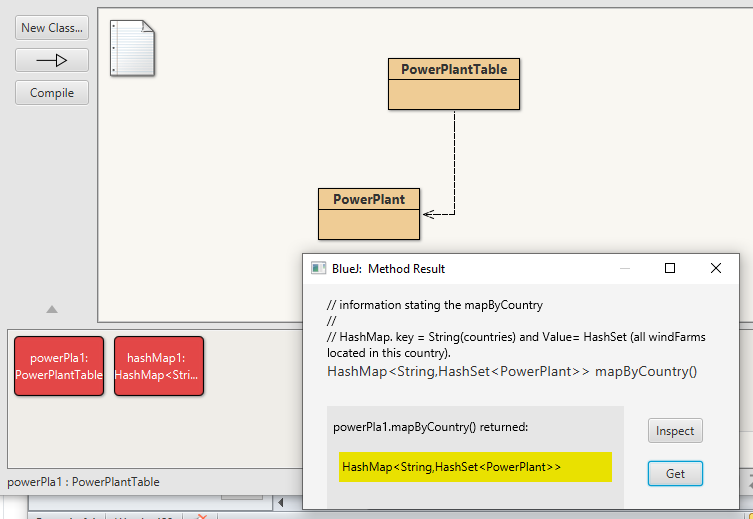 New Class...
Compile
PowerPlantTable
PowerPlant
BlueJ: Method Result
// information stating the mapByCountry
//
// HashMap. key = String(countries) and Value= HashSet (all windFarms
located in this country).
HashMap<String,HashSet<PowerPlant>> mapByCountry()
powerPla1:
PowerPlantTable
hashMap1:
HashMap<Stri...
powerPla1.mapByCountry() returned:
Inspect
HashMap<String,HashSet<PowerPlant>>
Get
powerPla1 : PowerPlantTable